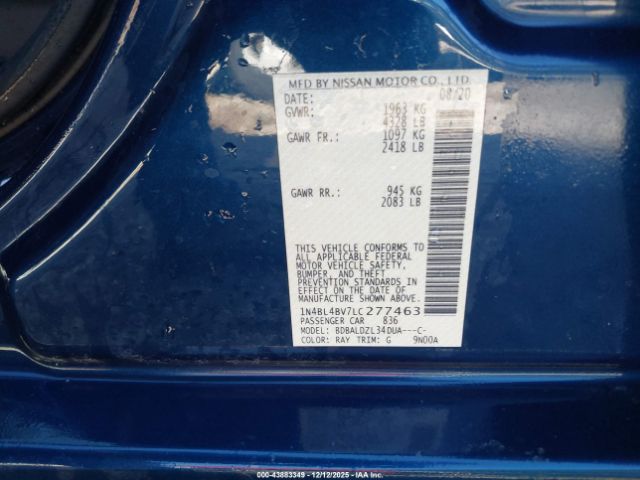 MFD BY NISSAN MOTOR CO., LTD.
DATE: 08/20
GVWR: 1963 KG
4328 LB
GAWR FR.: 1097 KG
2418 LB
GAWR RR.: 945 KG
2083 LB
THIS VEHICLE CONFORMS TO
ALL APPLICABLE FEDERAL
MOTOR VEHICLE SAFETY,
BUMPER, AND THEFT
PREVENTION STANDARDS
IN EFFECT ON THE DATE OF
MANUFACTURE SHOWN ABOVE.
1N4BL4BV7LC277463
PASSENGER CAR 836
MODEL: BDBALDZL34DUA---C-
COLOR: RAY TRIM: G 9N00A
000-43883349 - 12/12/2025 - IAA